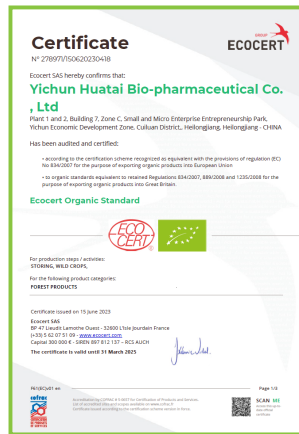 Certificate
N° 278971/150620230418
GROUP
ECOCERT
Ecocert SAS hereby confirms that:
Yichun Huatai Bio-pharmaceutical Co.
, Ltd
Plant 1 and 2, Building 7, Zone C, Small and Micro Enterprise Entrepreneurship Park,
Yichun Economic Development Zone, Cuiluan District,, Heilongjiang, Heilongjiang - CHINA
Has been audited and certified:
• according to the certification scheme recognized as equivalent with the provisions of regulation (EC)
No 834/2007 for the purpose of exporting organic products into European Union
• to organic standards equivalent to retained Regulations 834/2007, 889/2008 and 1235/2008 for the
purpose of exporting organic products into Great Britain.
Ecocert Organic Standard
ECO
CERT
For production steps / activities:
STORING, WILD CROPS,
For the following product categories:
FOREST PRODUCTS
Certificate issued on 15 June 2023
Ecocert SAS
BP 47 Lieudit Lamothe Ouest - 32600 L'Isle Jourdain France
(+33) 5 62 07 51 09 - www.ecocert.com
Capital 300 000 € - SIREN 897 812 137 – RCS AUCH
The certificate is valid until 31 March 2025
Page 1/3
cofrac
SCAN ME